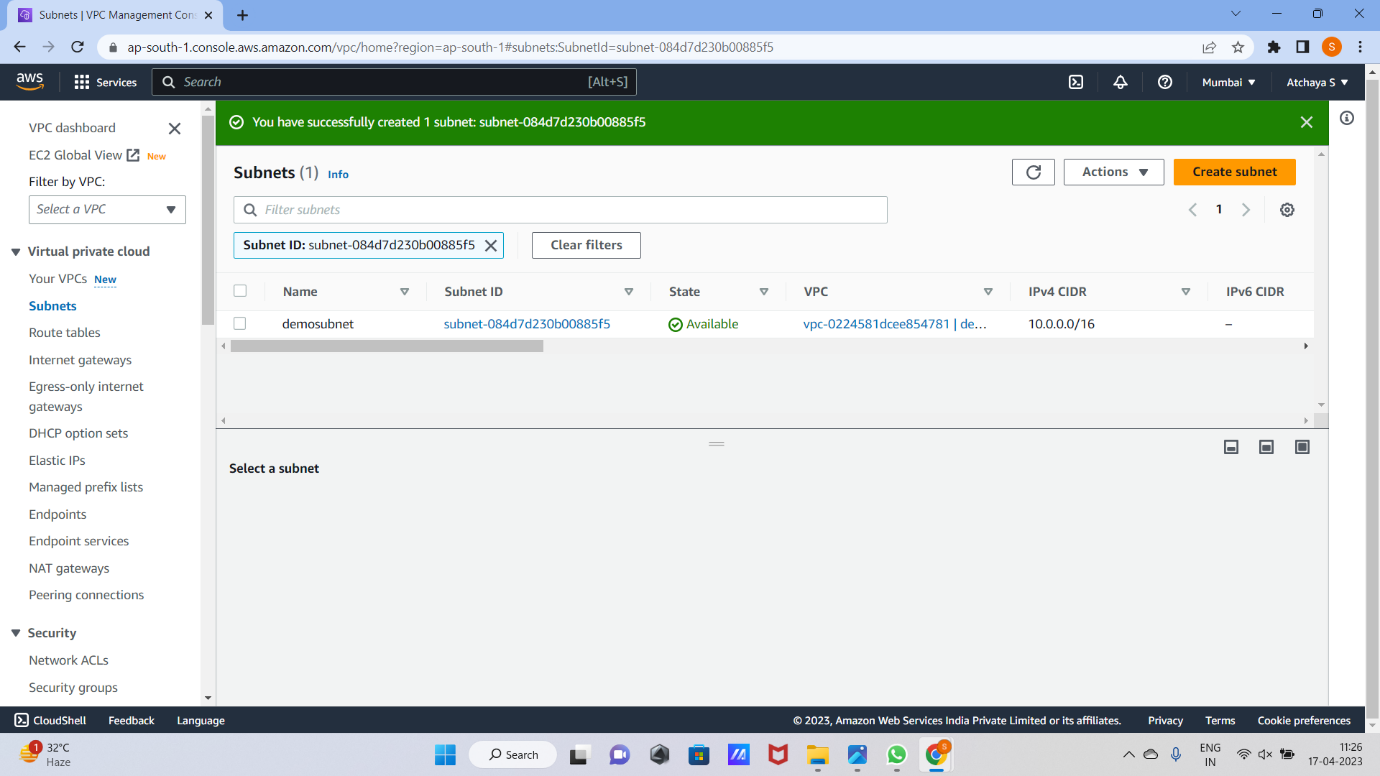 Subnets | VPC Management Con
ap-south-1.console.aws.amazon.com/vpc/home?region=ap-south-1#subnets:SubnetId=subnet-084d7d230b00885f5
S
aws
Services
Search
[Alt+S]
Mumbai
Atchaya S
VPC dashboard
EC2 Global View New
Filter by VPC:
Select a VPC
Virtual private cloud
Your VPCs New
Subnets
Route tables
Internet gateways
Egress-only internet
gateways
DHCP option sets
Elastic IPs
Managed prefix lists
Endpoints
Endpoint services
NAT gateways
Peering connections
Security
Network ACLs
Security groups
You have successfully created 1 subnet: subnet-084d7d230b00885f5
Subnets (1) Info
Actions
Create subnet
Filter subnets
1
Subnet ID: subnet-084d7d230b00885f5
Clear filters
Name Subnet ID State VPC IPv4 CIDR IPv6 CIDR
demosubnet subnet-084d7d230b00885f5 Available vpc-0224581dcee854781 | de... 10.0.0.0/16 –
Select a subnet
CloudShell Feedback Language © 2023, Amazon Web Services India Private Limited or its affiliates. Privacy Terms Cookie preferences
1
32°C
Haze
Search
S
ENG
IN
11:26
17-04-2023